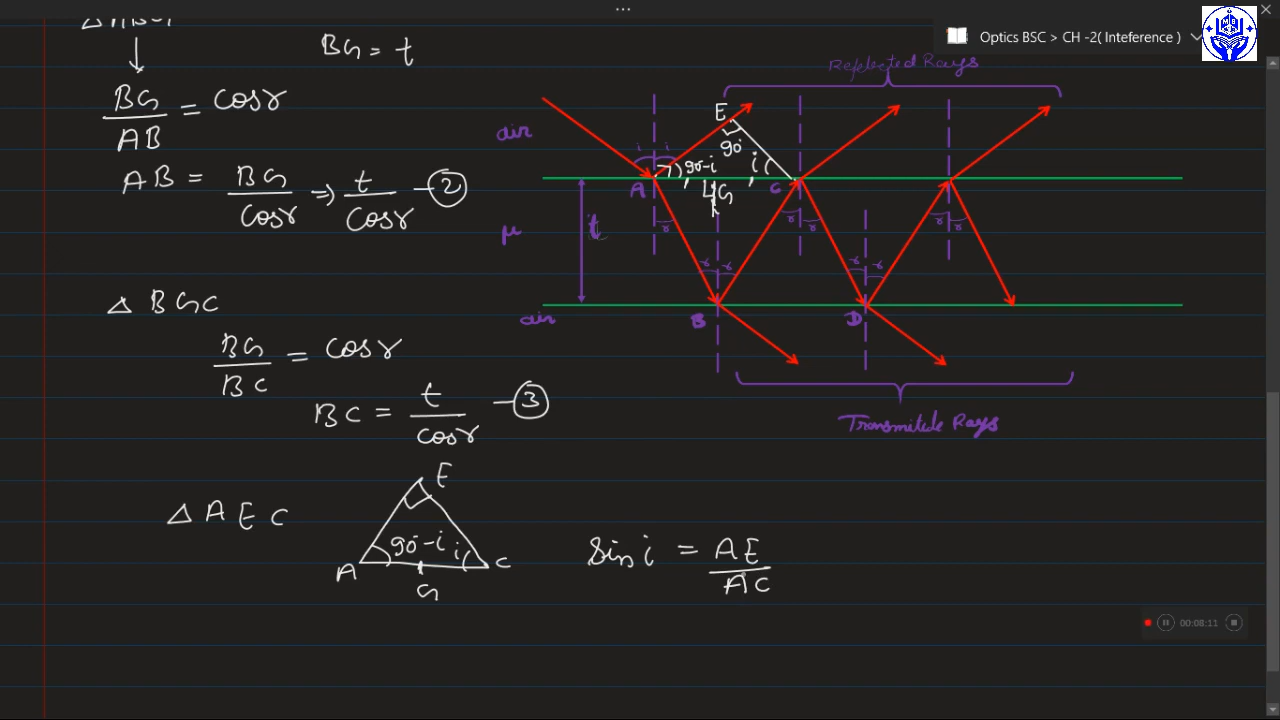 Optics BSC > CH -2( Inteference )
BG = t
BG/AB = cosr
AB = BG/cosr => t/cosr - 2
Δ BGC
BG/BC = cosr
BC = t/cosr - 3
Δ AEC
E
90-i i
A C
G
sin i = AE/AC
Reflected Rays
E
90
air i i 90-i i
A G C
μ t r r r
r r r r r r
air B D
Transmitede Rays
00:08:11